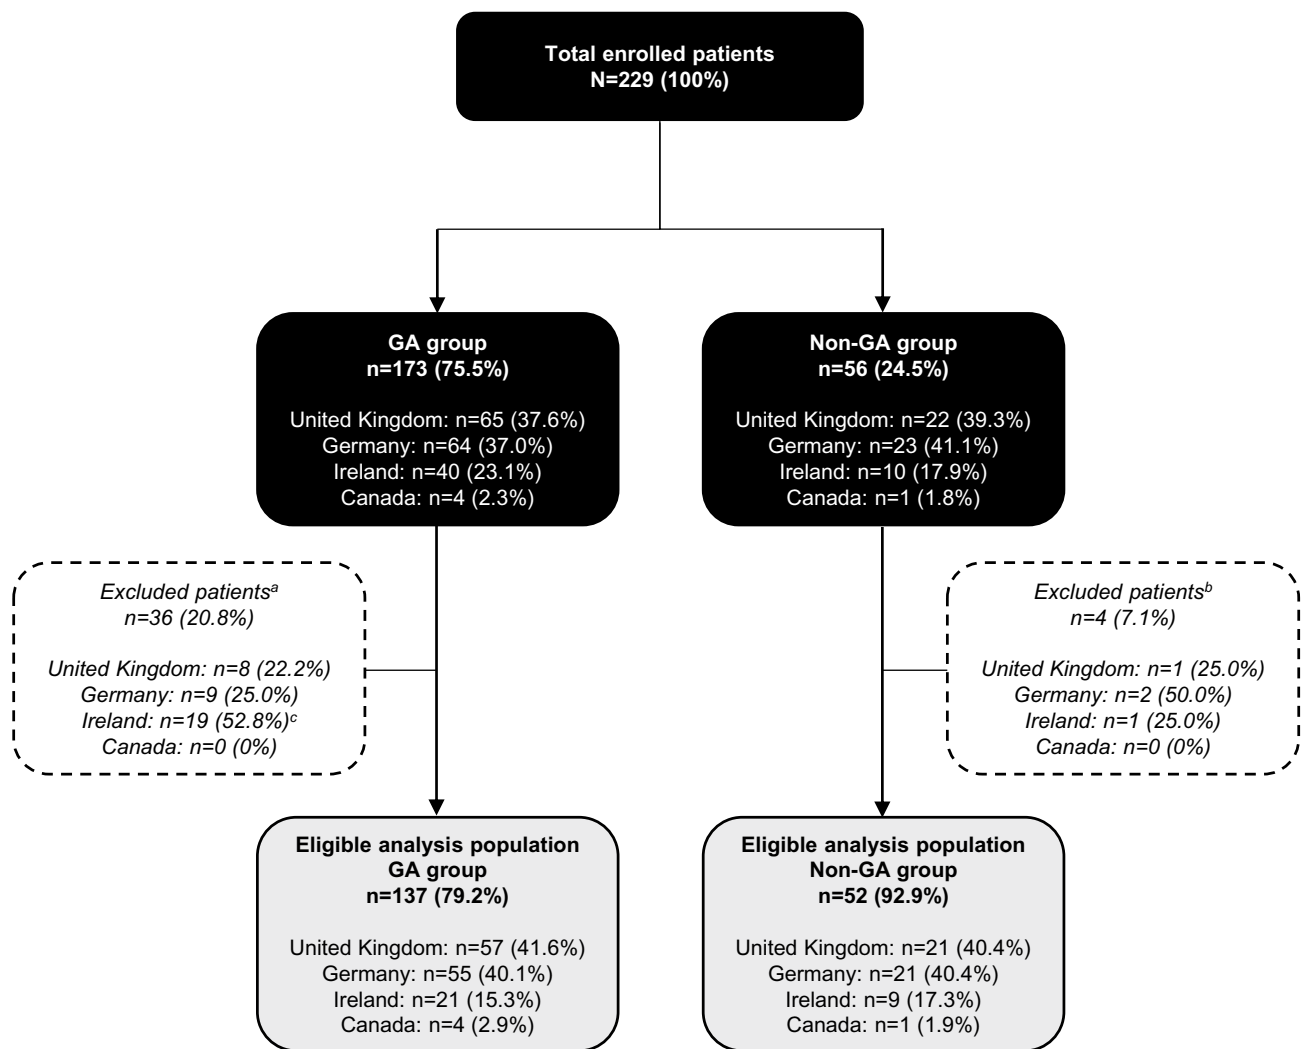 Total enrolled patients
N=229 (100%)
GA group
n=173 (75.5%)
United Kingdom: n=65 (37.6%)
Germany: n=64 (37.0%)
Ireland: n=40 (23.1%)
Canada: n=4 (2.3%)
Non-GA group
n=56 (24.5%)
United Kingdom: n=22 (39.3%)
Germany: n=23 (41.1%)
Ireland: n=10 (17.9%)
Canada: n=1 (1.8%)
Excluded patientsᵃ
n=36 (20.8%)
United Kingdom: n=8 (22.2%)
Germany: n=9 (25.0%)
Ireland: n=19 (52.8%)ᶜ
Canada: n=0 (0%)
Excluded patientsᵇ
n=4 (7.1%)
United Kingdom: n=1 (25.0%)
Germany: n=2 (50.0%)
Ireland: n=1 (25.0%)
Canada: n=0 (0%)
Eligible analysis population
GA group
n=137 (79.2%)
United Kingdom: n=57 (41.6%)
Germany: n=55 (40.1%)
Ireland: n=21 (15.3%)
Canada: n=4 (2.9%)
Eligible analysis population
Non-GA group
n=52 (92.9%)
United Kingdom: n=21 (40.4%)
Germany: n=21 (40.4%)
Ireland: n=9 (17.3%)
Canada: n=1 (1.9%)